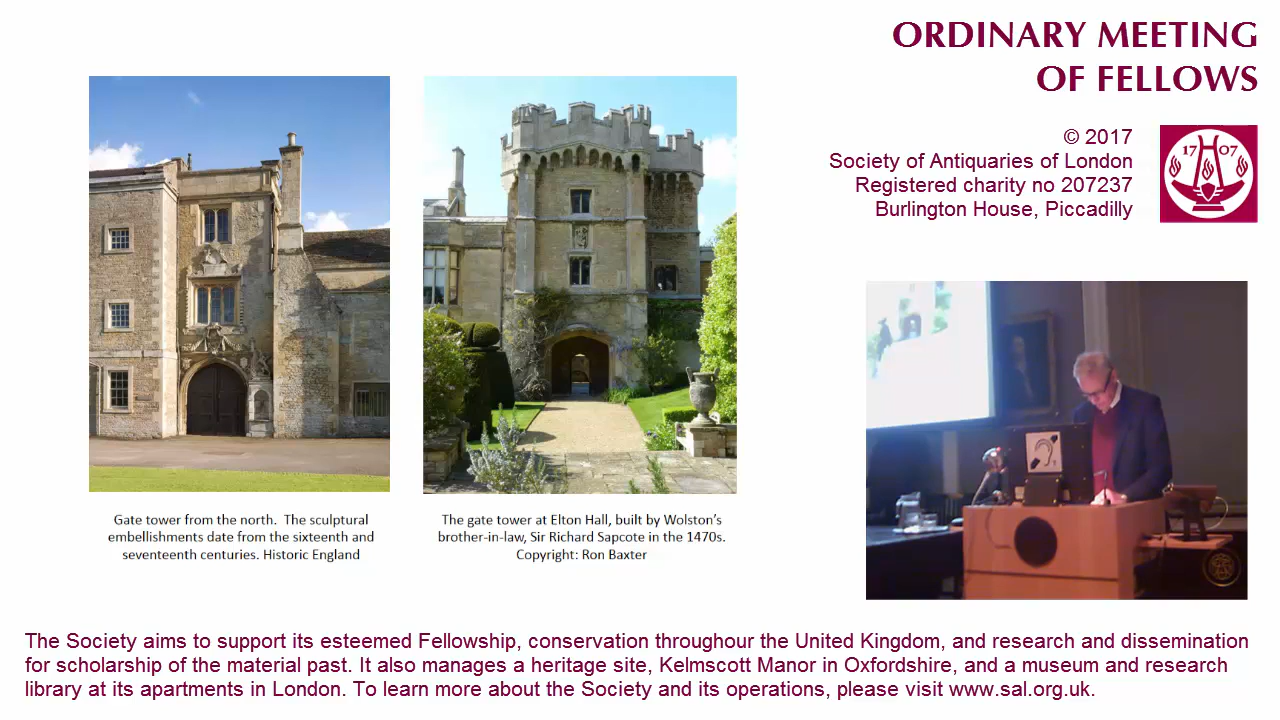 ORDINARY MEETING
OF FELLOWS
© 2017
Society of Antiquaries of London
Registered charity no 207237
Burlington House, Piccadilly
17 07
Gate tower from the north.  The sculptural
embellishments date from the sixteenth and
seventeenth centuries. Historic England
The gate tower at Elton Hall, built by Wolston’s
brother-in-law, Sir Richard Sapcote in the 1470s.
Copyright: Ron Baxter
The Society aims to support its esteemed Fellowship, conservation throughour the United Kingdom, and research and dissemination
for scholarship of the material past. It also manages a heritage site, Kelmscott Manor in Oxfordshire, and a museum and research
library at its apartments in London. To learn more about the Society and its operations, please visit www.sal.org.uk.